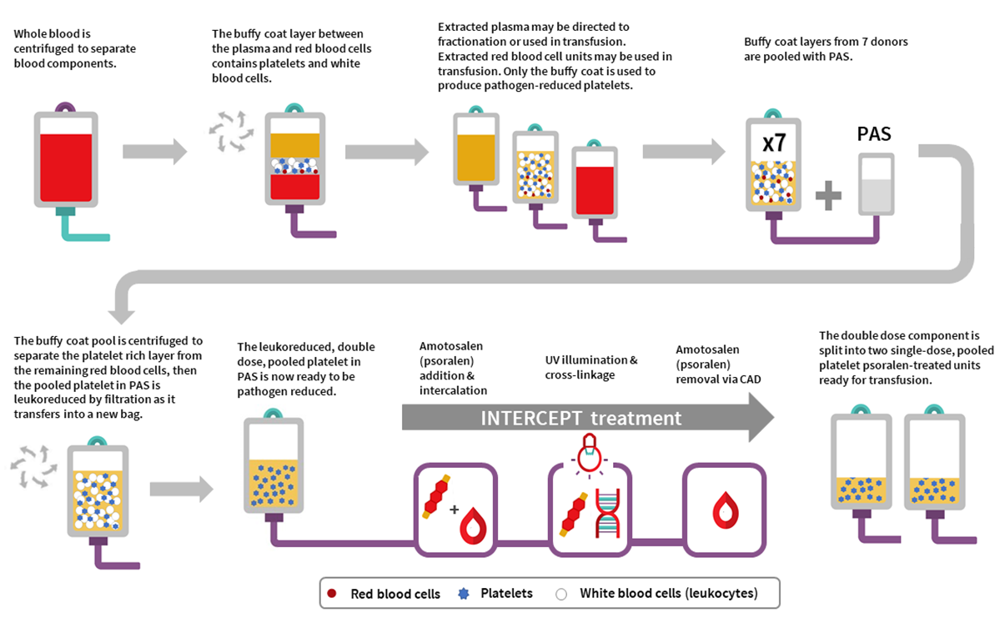 Whole blood is
centrifuged to separate
blood components.
The buffy coat layer between
the plasma and red blood cells
contains platelets and white
blood cells.
Extracted plasma may be directed to
fractionation or used in transfusion.
Extracted red blood cell units may be used in
transfusion. Only the buffy coat is used to
produce pathogen-reduced platelets.
Buffy coat layers from 7 donors
are pooled with PAS.
x7
PAS
The buffy coat pool is centrifuged to
separate the platelet rich layer from
the remaining red blood cells, then
the pooled platelet in PAS is
leukoreduced by filtration as it
transfers into a new bag.
The leukoreduced, double
dose, pooled platelet in
PAS is now ready to be
pathogen reduced.
Amotosalen
(psoralen)
addition &
intercalation
UV illumination &
cross-linkage
Amotosalen
(psoralen)
removal via CAD
INTERCEPT treatment
The double dose component is
split into two single-dose, pooled
platelet psoralen-treated units
ready for transfusion.
Red blood cells
Platelets
White blood cells (leukocytes)